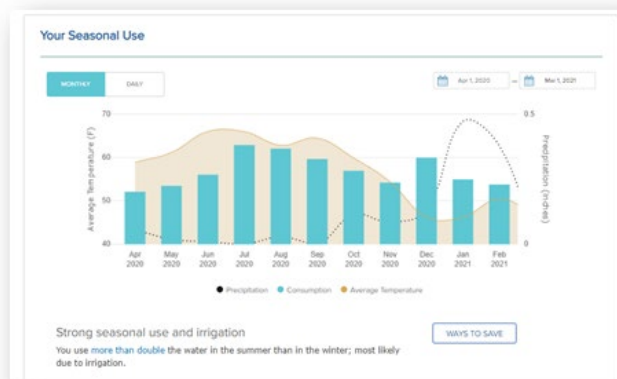 Your Seasonal Use
MONTHLY DAILY
Apr 1, 2020 – Mar 1, 2021
70 0.5
60
50
40 0
Average Temperature (F)
Precipitation (inches)
Apr May Jun Jul Aug Sep Oct Nov Dec Jan Feb
2020 2020 2020 2020 2020 2020 2020 2020 2020 2021 2021
Precipitation Consumption Average Temperature
Strong seasonal use and irrigation
WAYS TO SAVE
You use more than double the water in the summer than in the winter; most likely
due to irrigation.